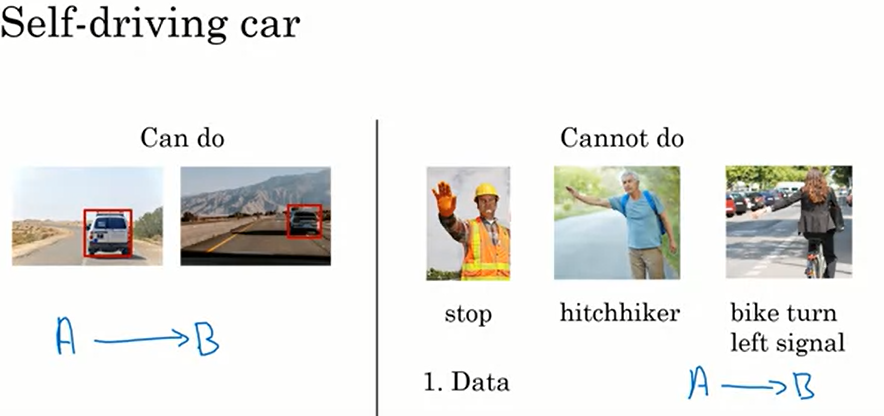 Self-driving car
Can do
A → B
Cannot do
stop
hitchhiker
bike turn
left signal
1. Data
A → B